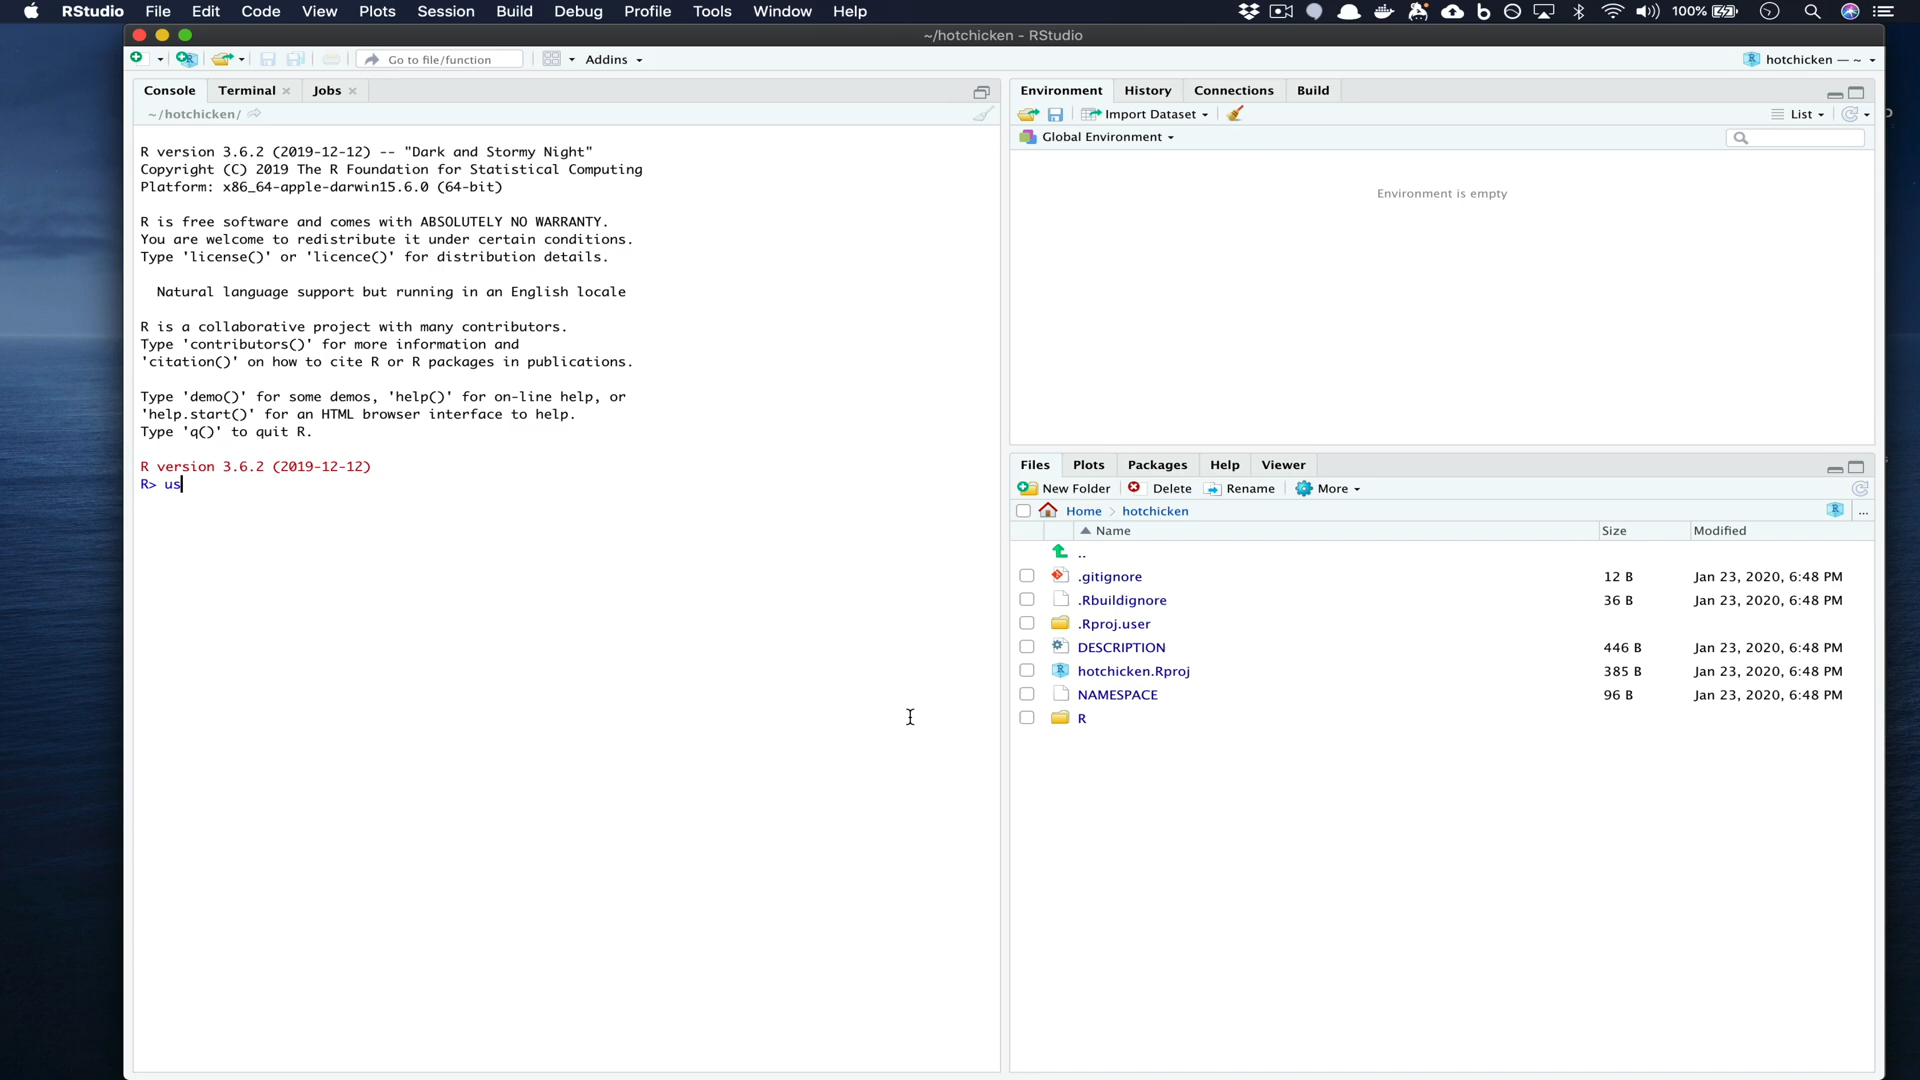 RStudio File Edit Code View Plots Session Build Debug Profile Tools Window Help 100%
~/hotchicken - RStudio
Go to file/function Addins hotchicken — ~
Console Terminal Jobs
~/hotchicken/
R version 3.6.2 (2019-12-12) -- "Dark and Stormy Night"
Copyright (C) 2019 The R Foundation for Statistical Computing
Platform: x86_64-apple-darwin15.6.0 (64-bit)
R is free software and comes with ABSOLUTELY NO WARRANTY.
You are welcome to redistribute it under certain conditions.
Type 'license()' or 'licence()' for distribution details.
Natural language support but running in an English locale
R is a collaborative project with many contributors.
Type 'contributors()' for more information and
'citation()' on how to cite R or R packages in publications.
Type 'demo()' for some demos, 'help()' for on-line help, or
'help.start()' for an HTML browser interface to help.
Type 'q()' to quit R.
R version 3.6.2 (2019-12-12)
R> us
Environment History Connections Build
Import Dataset List
Global Environment
Environment is empty
Files Plots Packages Help Viewer
New Folder Delete Rename More
Home > hotchicken ...
Name Size Modified
..
.gitignore 12 B Jan 23, 2020, 6:48 PM
.Rbuildignore 36 B Jan 23, 2020, 6:48 PM
.Rproj.user
DESCRIPTION 446 B Jan 23, 2020, 6:48 PM
hotchicken.Rproj 385 B Jan 23, 2020, 6:48 PM
NAMESPACE 96 B Jan 23, 2020, 6:48 PM
R